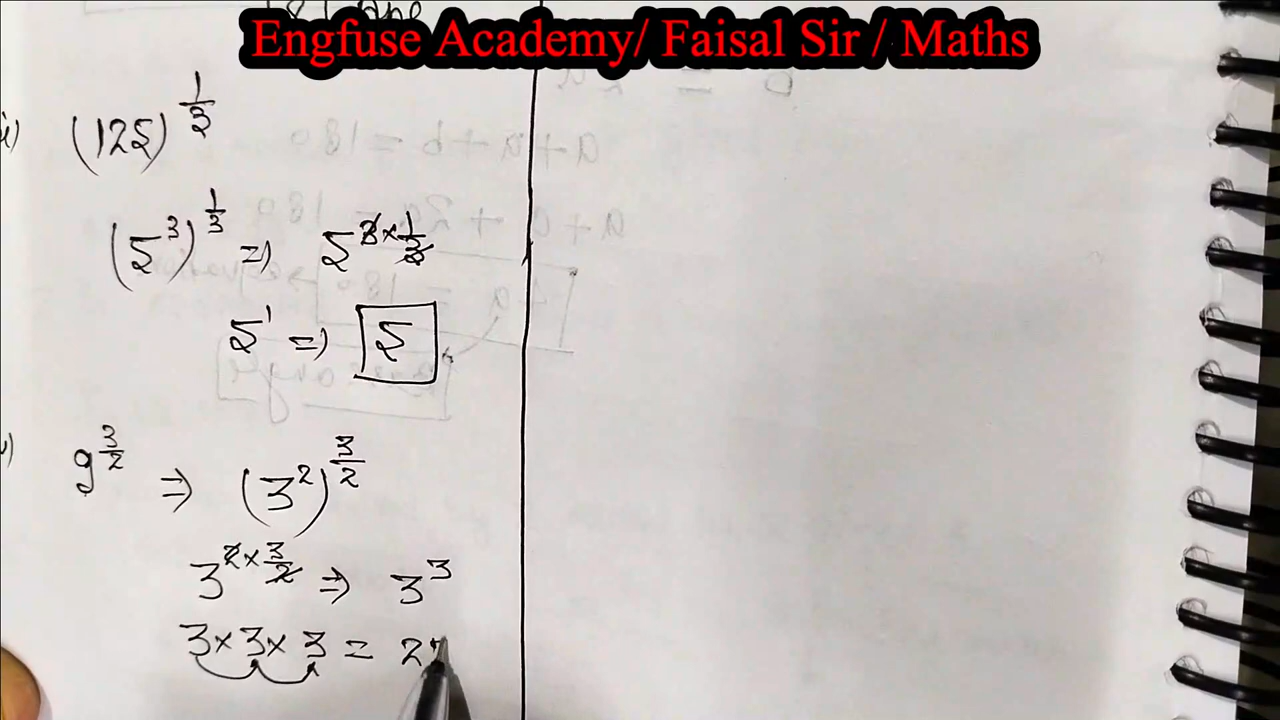 Engfuse Academy/ Faisal Sir / Maths
(125)^(1/3)
(5^3)^(1/3) => 5^(3×1/3)
5^1 => 5
9^(3/2) => (3^2)^(3/2)
3^(2×3/2) => 3^3
3×3×3 = 2